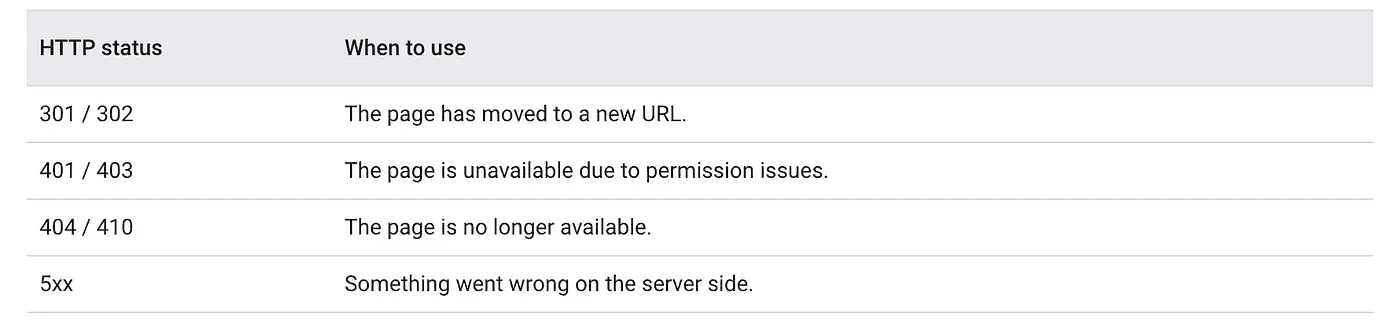 HTTP status When to use
301 / 302 The page has moved to a new URL.
401 / 403 The page is unavailable due to permission issues.
404 / 410 The page is no longer available.
5xx Something went wrong on the server side.